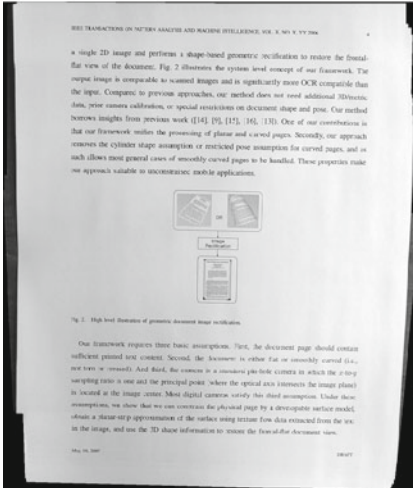 IEEE TRANSACTIONS ON PATTERN ANALYSIS AND MACHINE INTELLIGENCE, VOL. X, NO. Y, YY 2006
a single 2D image and performs a shape-based geometric rectification to restore the frontal-
flat view of the document. Fig. 2 illustrates the system level concept of our framework. The
output image is comparable to scanned images and is significantly more OCR compatible than
the input. Compared to previous approaches, our method does not need additional 3D/metric
data, prior camera calibration, or special restrictions on document shape and pose. Our method
borrows insights from previous work ([14], [9], [15], [16], [13]). One of our contributions is
that our framework unifies the processing of planar and curved pages. Secondly, our approach
removes the cylinder shape assumption or restricted pose assumption for curved pages, and as
such allows most general cases of smoothly curved pages to be handled. These properties make
our approach suitable to unconstrained mobile applications.
OR
Image
Rectification
Fig. 2. High level illustration of geometric document image rectification.
Our framework requires three basic assumptions. First, the document page should contain
sufficient printed text content. Second, the document is either flat or smoothly curved (i.e.,
not torn or creased). And third, the camera is a standard pin-hole camera in which the x-to-y
sampling ratio is one and the principal point (where the optical axis intersects the image plane)
is located at the image center. Most digital cameras satisfy this third assumption. Under these
assumptions, we show that we can constrain the physical page by a developable surface model,
obtain a planar-strip approximation of the surface using texture flow data extracted from the text
in the image, and use the 3D shape information to restore the frontal-flat document view.
May 10, 2007
DRAFT